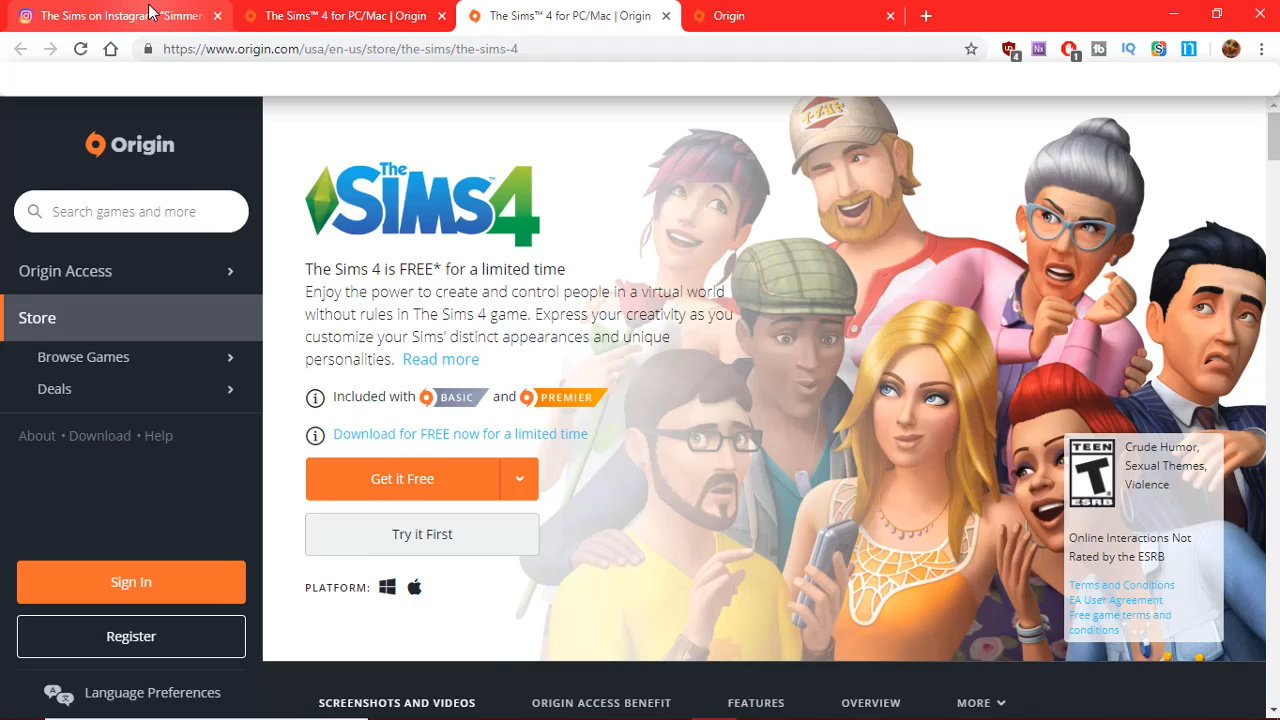 The Sims on Instagram: "Simmers
The Sims™ 4 for PC/Mac | Origin
The Sims™ 4 for PC/Mac | Origin
Origin
https://www.origin.com/usa/en-us/store/the-sims/the-sims-4
4
Nx
1
tb
IQ
S
n
Origin
Search games and more
Origin Access
Store
Browse Games
Deals
About • Download • Help
Sign In
Register
Language Preferences
The SiMS 4
The Sims 4 is FREE* for a limited time
Enjoy the power to create and control people in a virtual world
without rules in The Sims 4 game. Express your creativity as you
customize your Sims’ distinct appearances and unique
personalities. Read more
Included with BASIC and PREMIER
Download for FREE now for a limited time
Get it Free
Try it First
PLATFORM:
TEEN
T
ESRB
Crude Humor,
Sexual Themes,
Violence
Online Interactions Not
Rated by the ESRB
Terms and Conditions
EA User Agreement
Free game terms and
conditions
SCREENSHOTS AND VIDEOS
ORIGIN ACCESS BENEFIT
FEATURES
OVERVIEW
MORE